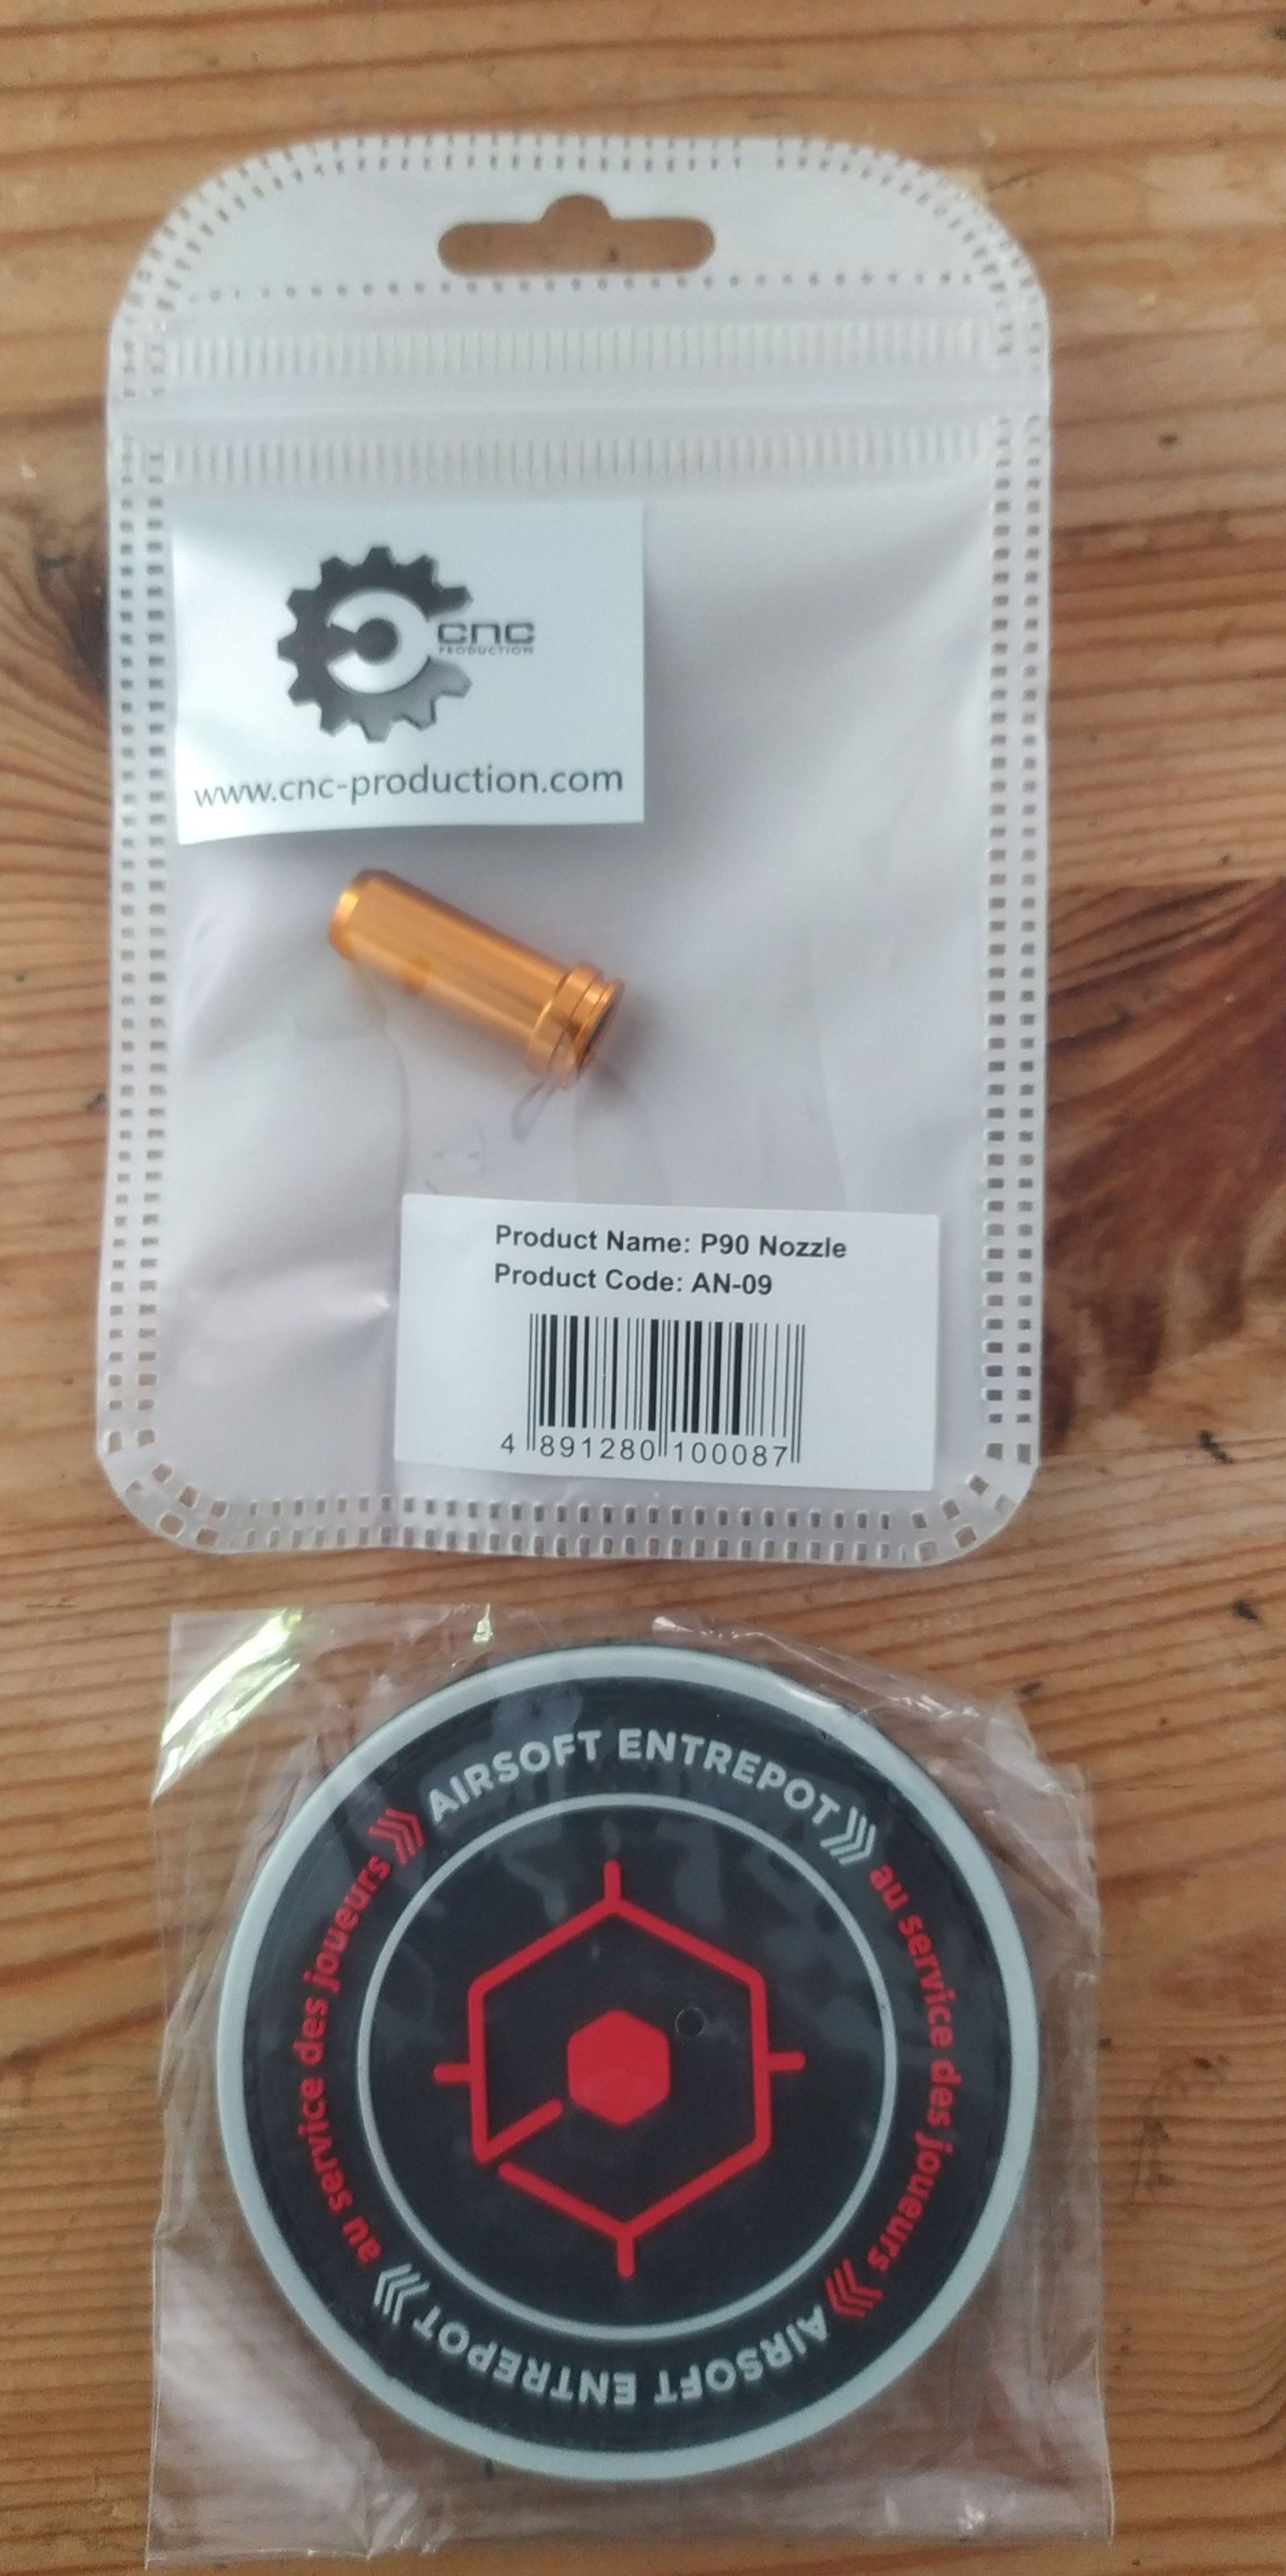 cnc
PRODUCTION
www.cnc-production.com
Product Name: P90 Nozzle
Product Code: AN-09
4 891280 100087
AIRSOFT ENTREPOT
au service des joueurs
AIRSOFT ENTREPOT
au service des joueurs